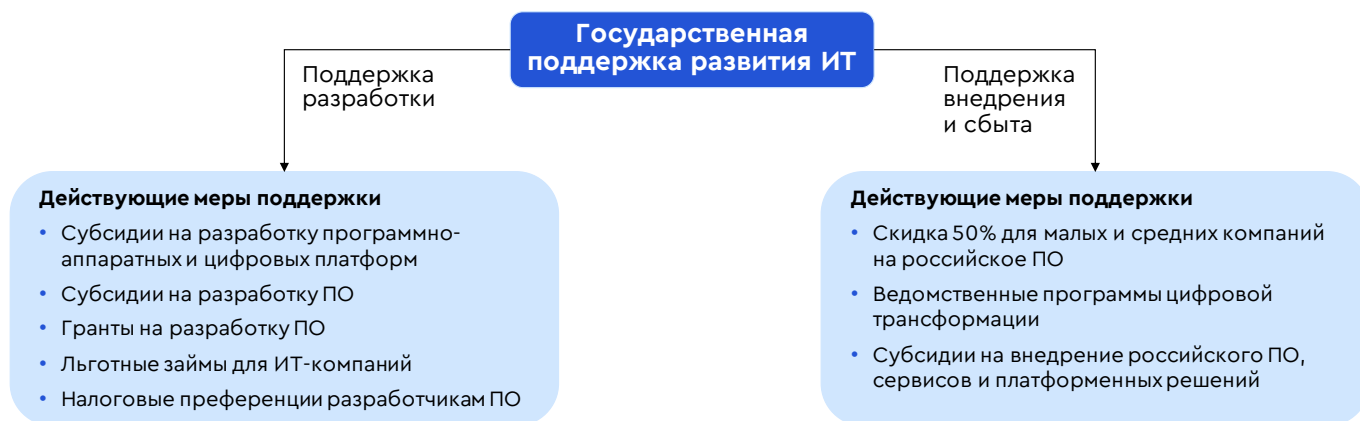 Государственная
поддержка развития ИТ
Поддержка
разработки
Поддержка
внедрения
и сбыта
Действующие меры поддержки
• Субсидии на разработку программно-
аппаратных и цифровых платформ
• Субсидии на разработку ПО
• Гранты на разработку ПО
• Льготные займы для ИТ-компаний
• Налоговые преференции разработчикам ПО
Действующие меры поддержки
• Скидка 50% для малых и средних компаний
на российское ПО
• Ведомственные программы цифровой
трансформации
• Субсидии на внедрение российского ПО,
сервисов и платформенных решений